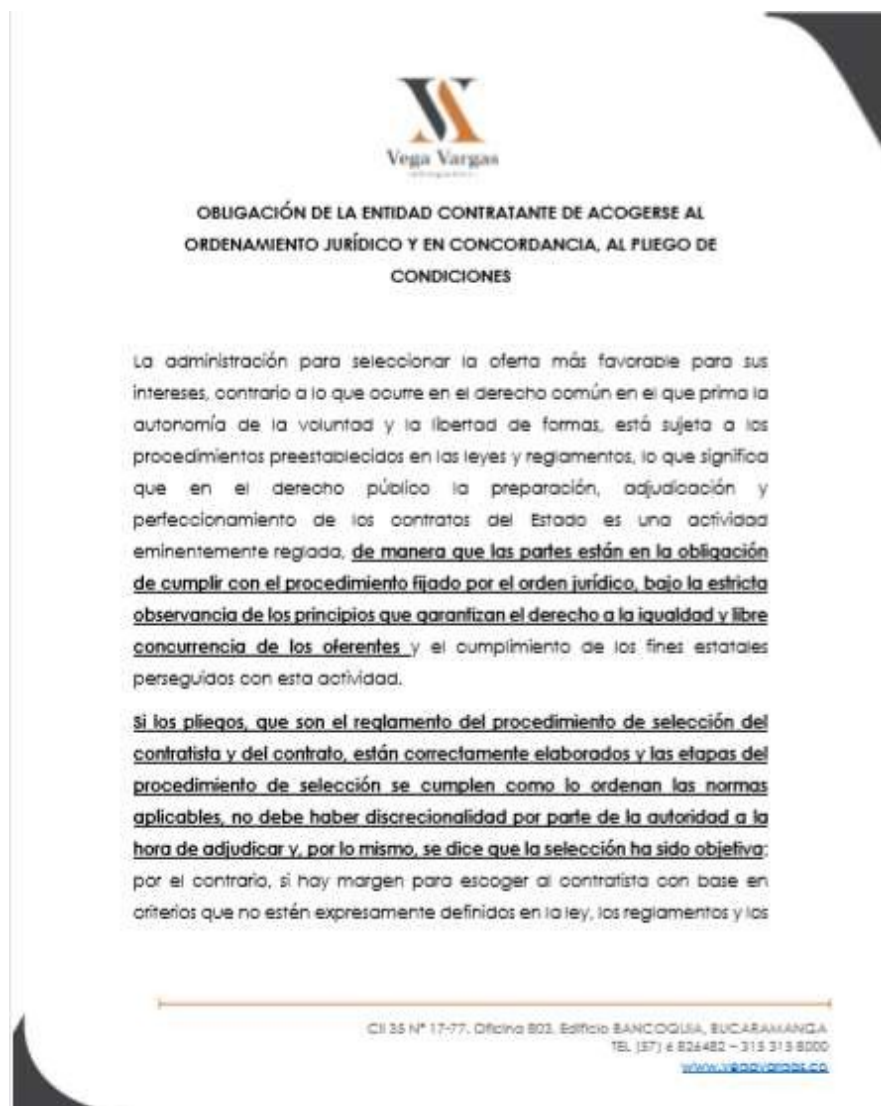 Vega Vargas
OBLIGACIÓN DE LA ENTIDAD CONTRATANTE DE ACOGERSE AL
ORDENAMIENTO JURÍDICO Y EN CONCORDANCIA, AL PLIEGO DE
CONDICIONES
La administración para seleccionar la oferta más favorable para sus
intereses, contrario a lo que ocurre en el derecho común en el que prima la
autonomía de la voluntad y la libertad de formas, está sujeta a los
procedimientos preestablecidos en las leyes y reglamentos, lo que significa
que en el derecho público la preparación, adjudicación y
perfeccionamiento de los contratos del Estado es una actividad
eminentemente reglada, de manera que las partes están en la obligación
de cumplir con el procedimiento fijado por el orden jurídico, bajo la estricta
observancia de los principios que garantizan el derecho a la igualdad y libre
concurrencia de los oferentes y el cumplimiento de los fines estatales
perseguidos con esta actividad.
Si los pliegos, que son el reglamento del procedimiento de selección del
contratista y del contrato, están correctamente elaborados y las etapas del
procedimiento de selección se cumplen como lo ordenan las normas
aplicables, no debe haber discrecionalidad por parte de la autoridad a la
hora de adjudicar y, por lo mismo, se dice que la selección ha sido objetiva;
por el contrario, si hay margen para escoger al contratista con base en
criterios que no estén expresamente definidos en la ley, los reglamentos y los
Cll 35 N° 17-77. Oficina 803. Edificio BANCOQUIA, BUCARAMANGA
TEL (57) 6 826482 – 315 315 8000
www.vegavargas.co